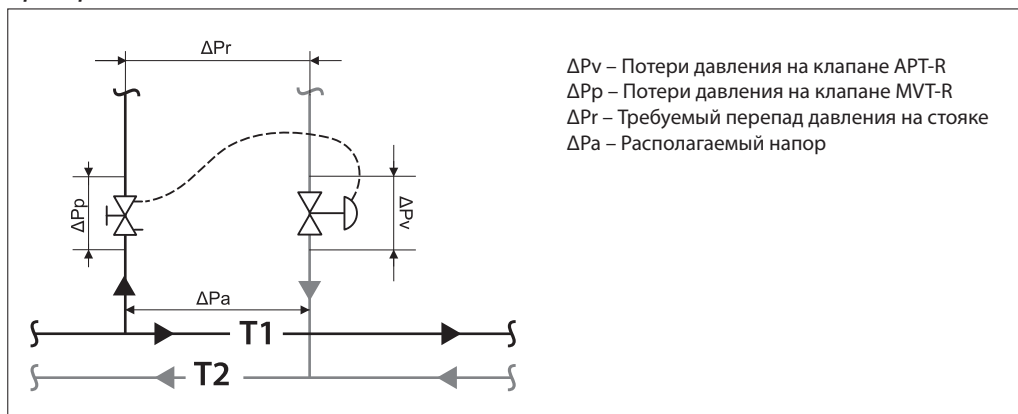 ΔPr
ΔPv – Потери давления на клапане APT-R
ΔPp – Потери давления на клапане MVT-R
ΔPr – Требуемый перепад давления на стояке
ΔPa – Располагаемый напор
ΔPp
ΔPv
ΔPa
T1
T2